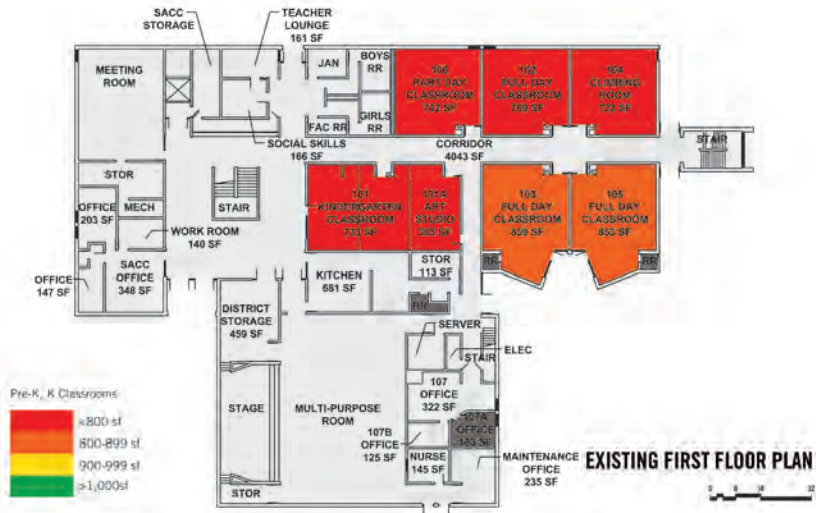 SACC
STORAGE
TEACHER
LOUNGE
161 SF
MEETING
ROOM
JAN
BOYS
RR
100
PART DAY
CLASSROOM
742 SF
102
FULL DAY
CLASSROOM
104
CLIMBING
ROOM
FAC RR
GIRLS
RR
SOCIAL SKILLS
166 SF
CORRIDOR
4043 SF
STAIR
STOR
MECH
OFFICE
203 SF
STAIR
WORK ROOM
140 SF
101
KINDERGARTEN
CLASSROOM
733 SF
101A
ART
STUDIO
103
FULL DAY
CLASSROOM
859 SF
105
FULL DAY
CLASSROOM
OFFICE
147 SF
SACC
OFFICE
348 SF
KITCHEN
681 SF
STOR
113 SF
RR
RR
RR
DISTRICT
STORAGE
459 SF
SERVER
ELEC
STAIR
107
OFFICE
322 SF
STAGE
MULTI-PURPOSE
ROOM
107A
OFFICE
183 SF
107B
OFFICE
125 SF
NURSE
145 SF
MAINTENANCE
OFFICE
235 SF
STOR
Pre-K, K Classrooms
<800 sf
800-899 sf
900-999 sf
>1,000sf
EXISTING FIRST FLOOR PLAN
0 8 16 32